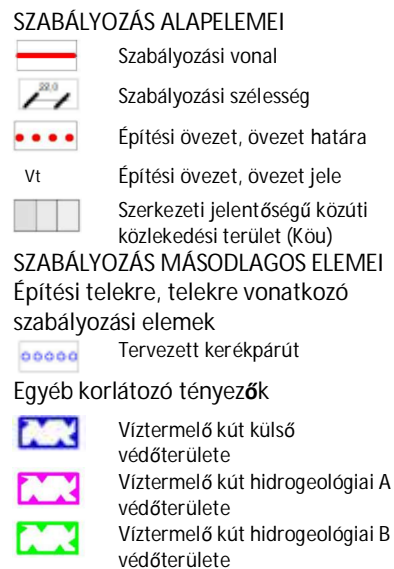 SZABÁLYOZÁS ALAPELEMEI
Szabályozási vonal
22,0
Szabályozási szélesség
Építési övezet, övezet határa
Vt Építési övezet, övezet jele
Szerkezeti jelentőségű közúti
közlekedési terület (Köu)
SZABÁLYOZÁS MÁSODLAGOS ELEMEI
Építési telekre, telekre vonatkozó
szabályozási elemek
Tervezett kerékpárút
Egyéb korlátozó tényezők
Víztermelő kút külső
védőterülete
Víztermelő kút hidrogeológiai A
védőterülete
Víztermelő kút hidrogeológiai B
védőterülete